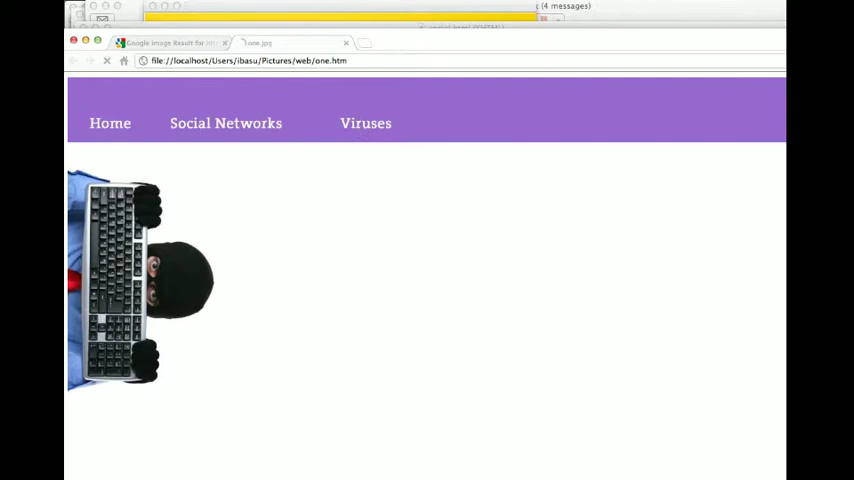 (4 messages)
Google Image Result for
one.jpg
file://localhost/Users/ibasu/Pictures/web/one.htm
Home Social Networks Viruses